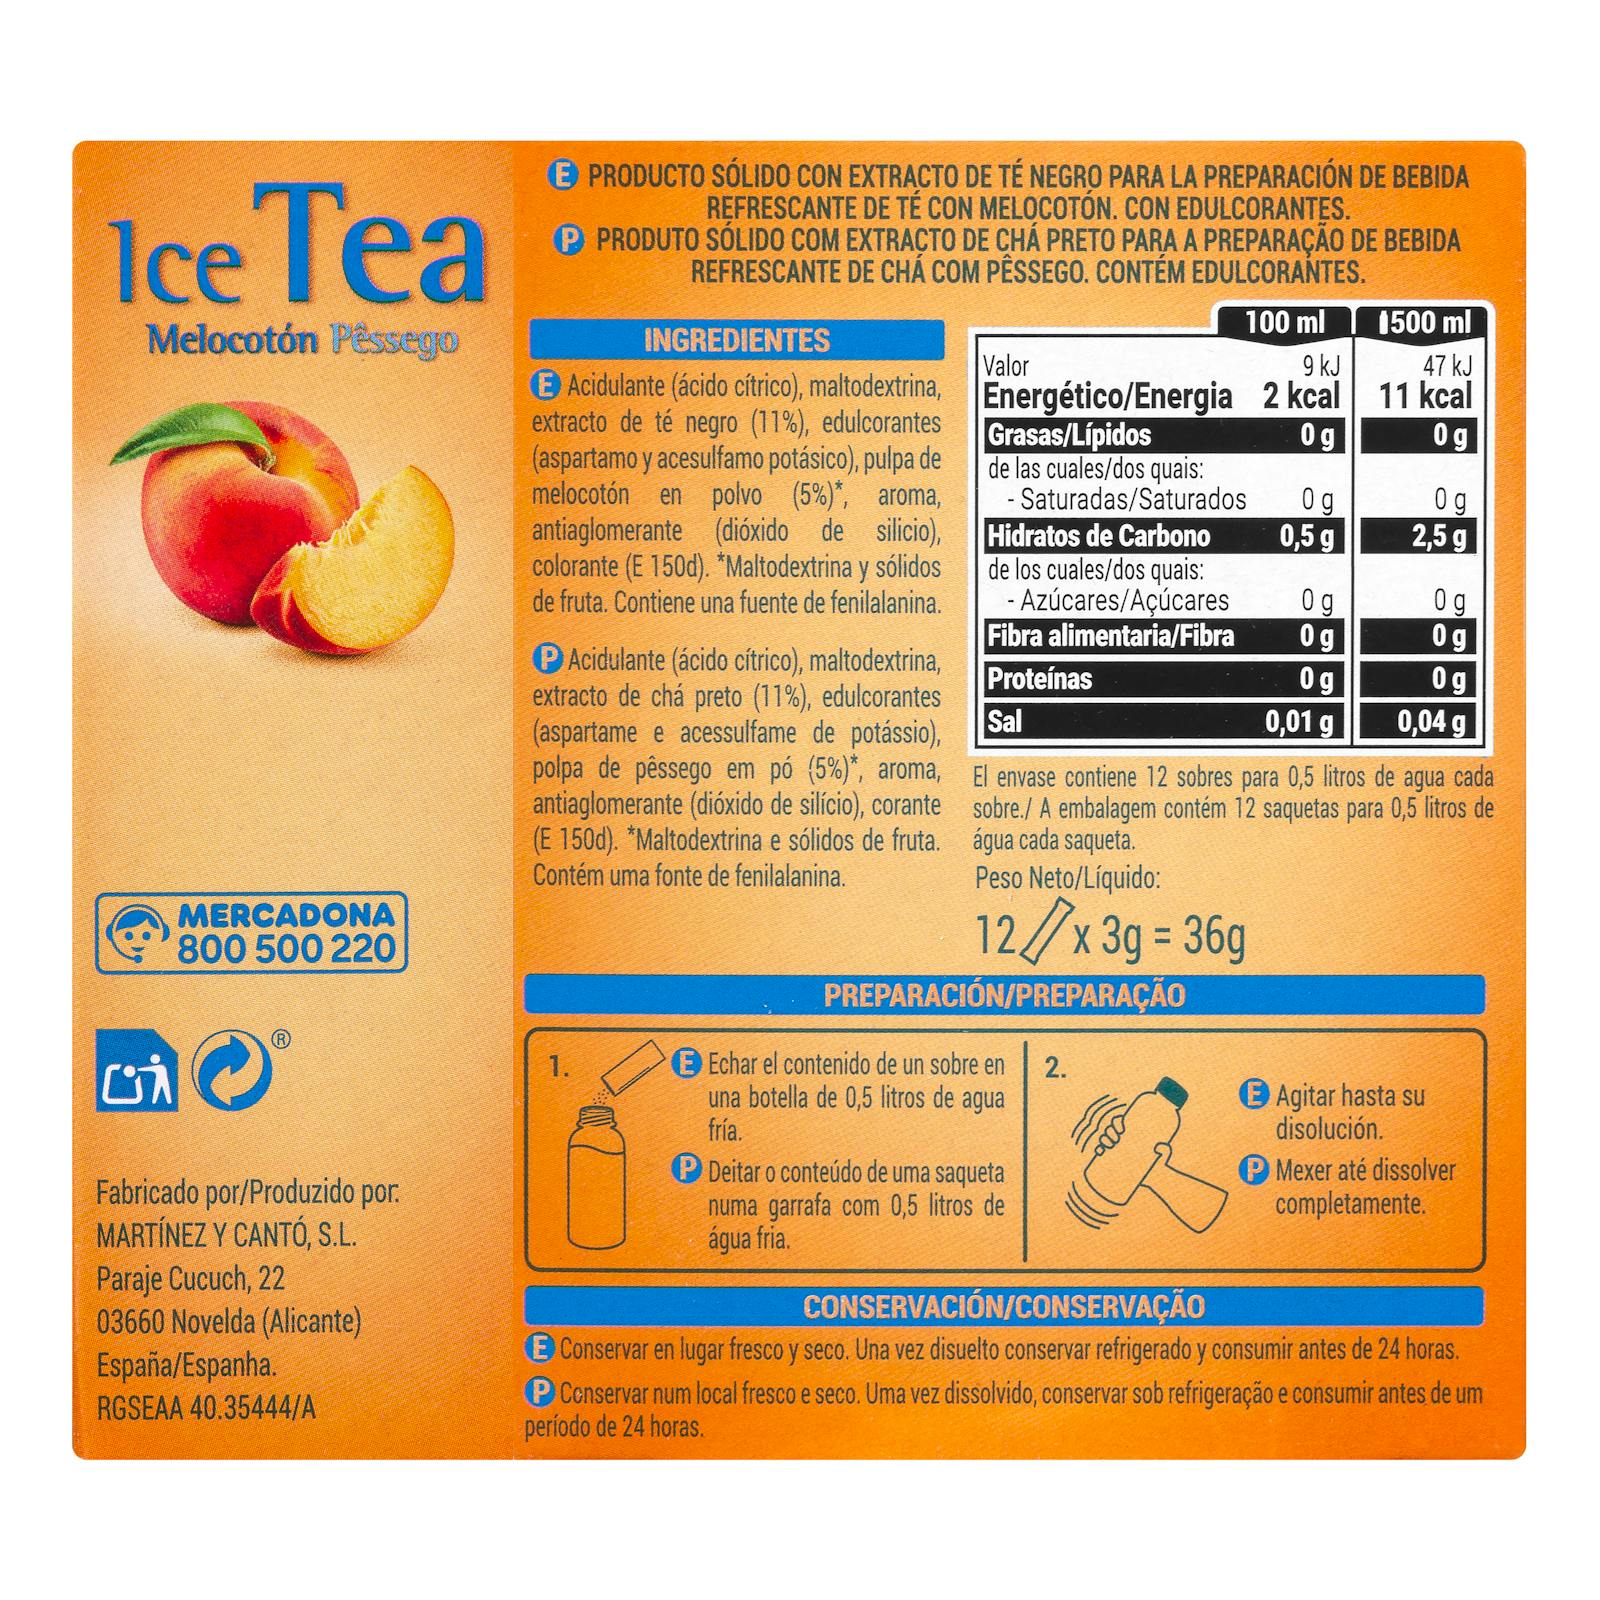 Ice Tea
Melocotón Pêssego
MERCADONA
800 500 220
®
Fabricado por/Produzido por:
MARTÍNEZ Y CANTÓ, S.L.
Paraje Cucuch, 22
03660 Novelda (Alicante)
España/Espanha.
RGSEAA 40.35444/A
E PRODUCTO SÓLIDO CON EXTRACTO DE TÉ NEGRO PARA LA PREPARACIÓN DE BEBIDA
REFRESCANTE DE TÉ CON MELOCOTÓN. CON EDULCORANTES.
P PRODUTO SÓLIDO COM EXTRACTO DE CHÁ PRETO PARA A PREPARAÇÃO DE BEBIDA
REFRESCANTE DE CHÁ COM PÊSSEGO. CONTÉM EDULCORANTES.
INGREDIENTES
E Acidulante (ácido cítrico), maltodextrina,
extracto de té negro (11%), edulcorantes
(aspartamo y acesulfamo potásico), pulpa de
melocotón en polvo (5%)*, aroma,
antiaglomerante (dióxido de silicio),
colorante (E 150d). *Maltodextrina y sólidos
de fruta. Contiene una fuente de fenilalanina.
P Acidulante (ácido cítrico), maltodextrina,
extracto de chá preto (11%), edulcorantes
(aspartame e acessulfame de potássio),
polpa de pêssego em pó (5%)*, aroma,
antiaglomerante (dióxido de silício), corante
(E 150d). *Maltodextrina e sólidos de fruta.
Contém uma fonte de fenilalanina.
100 ml 500 ml
Valor 9 kJ 47 kJ
Energético/Energia 2 kcal 11 kcal
Grasas/Lípidos 0 g 0 g
de las cuales/dos quais:
- Saturadas/Saturados 0 g 0 g
Hidratos de Carbono 0,5 g 2,5 g
de los cuales/dos quais:
- Azúcares/Açúcares 0 g 0 g
Fibra alimentaria/Fibra 0 g 0 g
Proteínas 0 g 0 g
Sal 0,01 g 0,04 g
El envase contiene 12 sobres para 0,5 litros de agua cada
sobre./ A embalagem contém 12 saquetas para 0,5 litros de
água cada saqueta.
Peso Neto/Líquido:
12 x 3g = 36g
PREPARACIÓN/PREPARAÇÃO
1.
E Echar el contenido de un sobre en
una botella de 0,5 litros de agua
fría.
P Deitar o conteúdo de uma saqueta
numa garrafa com 0,5 litros de
água fria.
2.
E Agitar hasta su
disolución.
P Mexer até dissolver
completamente.
CONSERVACIÓN/CONSERVAÇÃO
E Conservar en lugar fresco y seco. Una vez disuelto conservar refrigerado y consumir antes de 24 horas.
P Conservar num local fresco e seco. Uma vez dissolvido, conservar sob refrigeração e consumir antes de um
período de 24 horas.